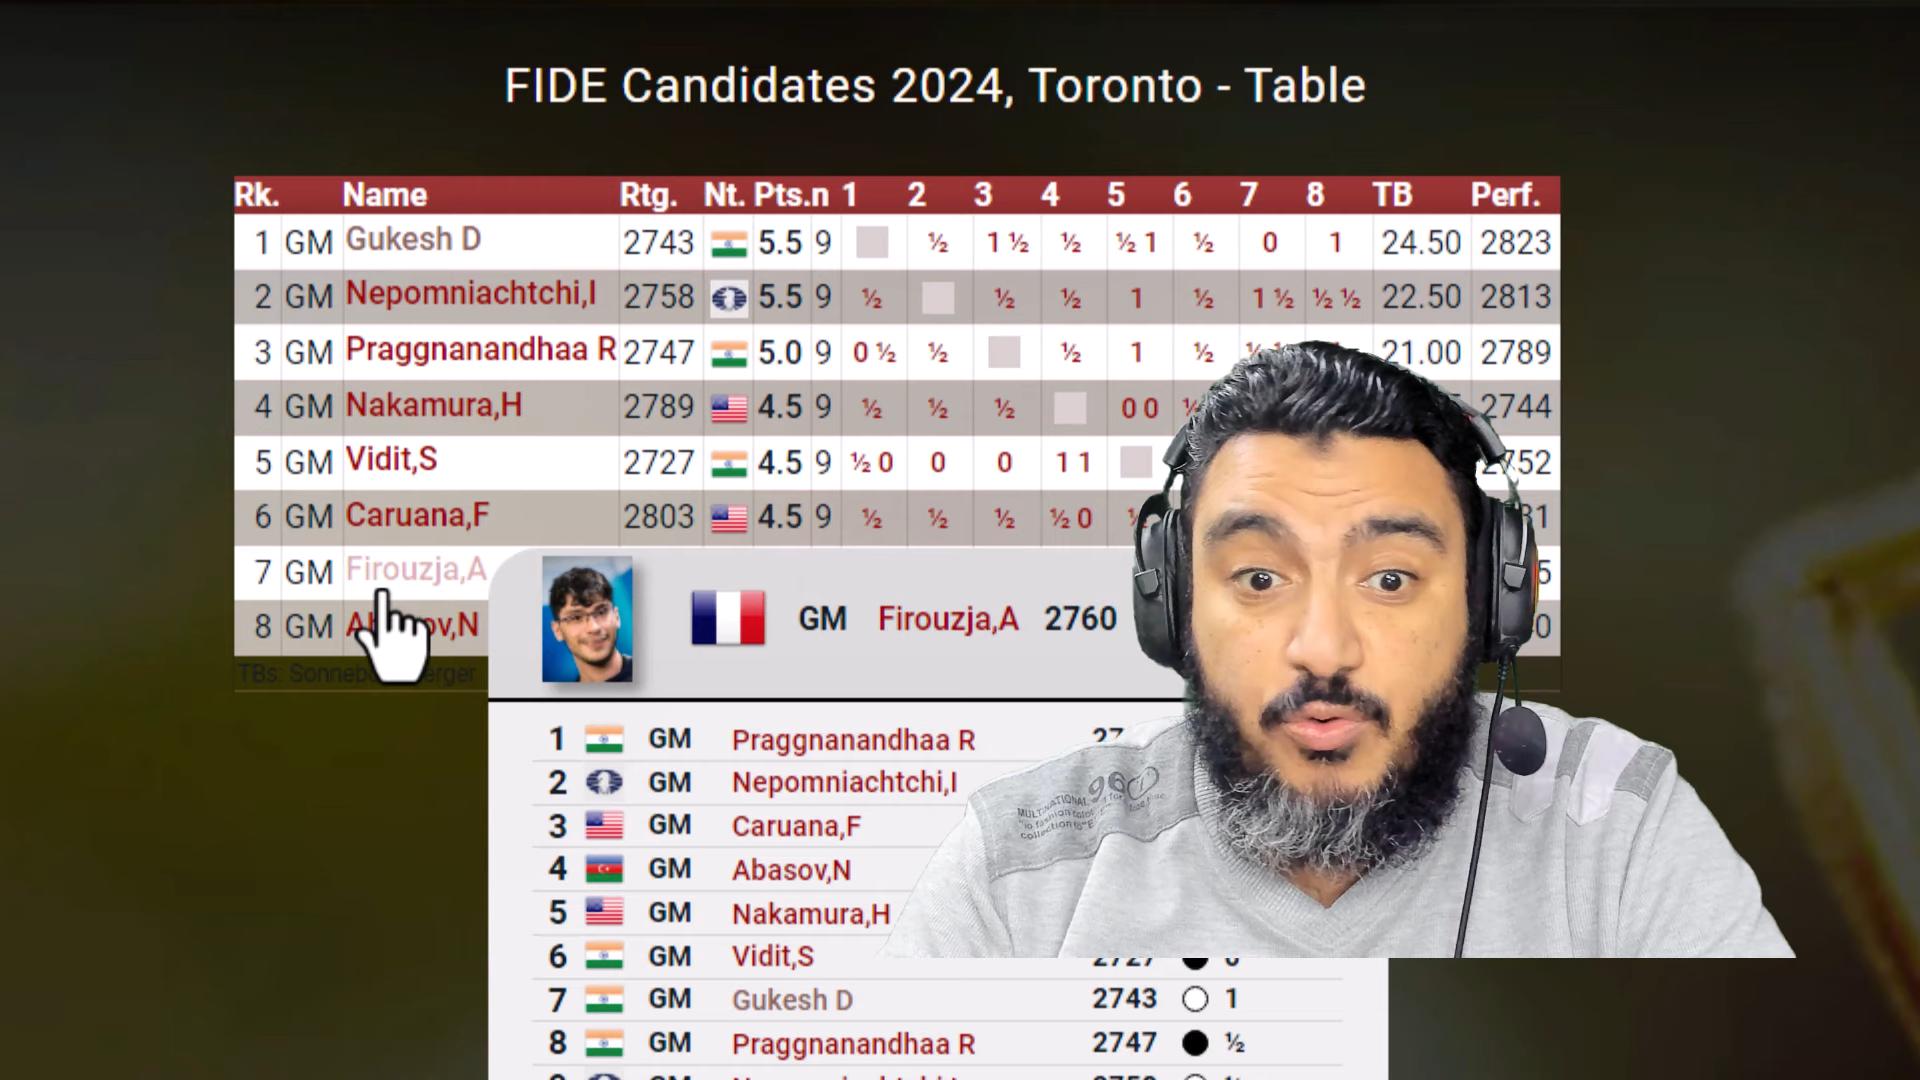 FIDE Candidates 2024, Toronto - Table
Rk. Name Rtg. Nt. Pts. n 1 2 3 4 5 6 7 8 TB Perf.
1 GM Gukesh D 2743 5.5 9 ½ 1 ½ ½ ½ 1 ½ 0 1 24.50 2823
2 GM Nepomniachtchi,I 2758 5.5 9 ½ ½ ½ 1 ½ 1 ½ ½ ½ 22.50 2813
3 GM Praggnanandhaa R 2747 5.0 9 0 ½ ½ ½ 1 ½ 21.00 2789
4 GM Nakamura,H 2789 4.5 9 ½ ½ ½ 0 0 2744
5 GM Vidit,S 2727 4.5 9 ½ 0 0 0 1 1
6 GM Caruana,F 2803 4.5 9 ½ ½ ½ ½ 0
7 GM Firouzja,A
8 GM
TBs:
GM Firouzja,A 2760
1 GM Praggnanandhaa R
2 GM Nepomniachtchi,I
3 GM Caruana,F
4 GM Abasov,N
5 GM Nakamura,H
6 GM Vidit,S
7 GM Gukesh D 2743 1
8 GM Praggnanandhaa R 2747 ½
MULTINATIONAL